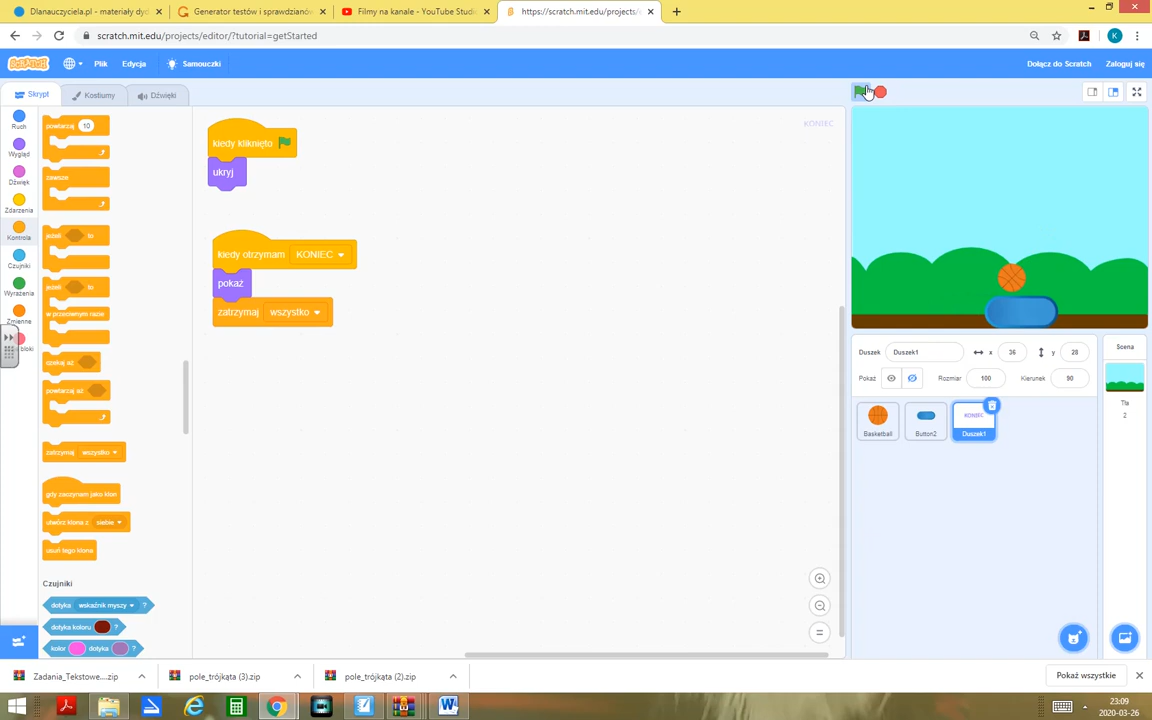 Dlanauczyciela.pl - materiały dyd
Generator testów i sprawdzianów
Filmy na kanale - YouTube Studi
https://scratch.mit.edu/projects/e
scratch.mit.edu/projects/editor/?tutorial=getStarted
K
SCRATCH
Plik
Edycja
Samouczki
Dołącz do Scratch
Zaloguj się
Skrypt
Kostiumy
Dźwięki
Ruch
Wygląd
Dźwięk
Zdarzenia
Kontrola
Czujniki
Wyrażenia
Zmienne
bloki
powtarzaj 10
zawsze
jeżeli to
jeżeli to
w przeciwnym razie
czekaj aż
powtarzaj aż
zatrzymaj wszystko
gdy zaczynam jako klon
utwórz klona z siebie
usuń tego klona
Czujniki
dotyka wskaźnik myszy ?
dotyka koloru ?
kolor dotyka ?
kiedy kliknięto
ukryj
kiedy otrzymam KONIEC
pokaż
zatrzymaj wszystko
KONIEC
Duszek Duszek1 x 36 y 28
Pokaż Rozmiar 100 Kierunek 90
Basketball
Button2
KONIEC
Duszek1
Scena
Tła
2
Zadania_Tekstowe....zip
pole_trójkąta (3).zip
pole_trójkąta (2).zip
Pokaż wszystkie
23:09
2020-03-26